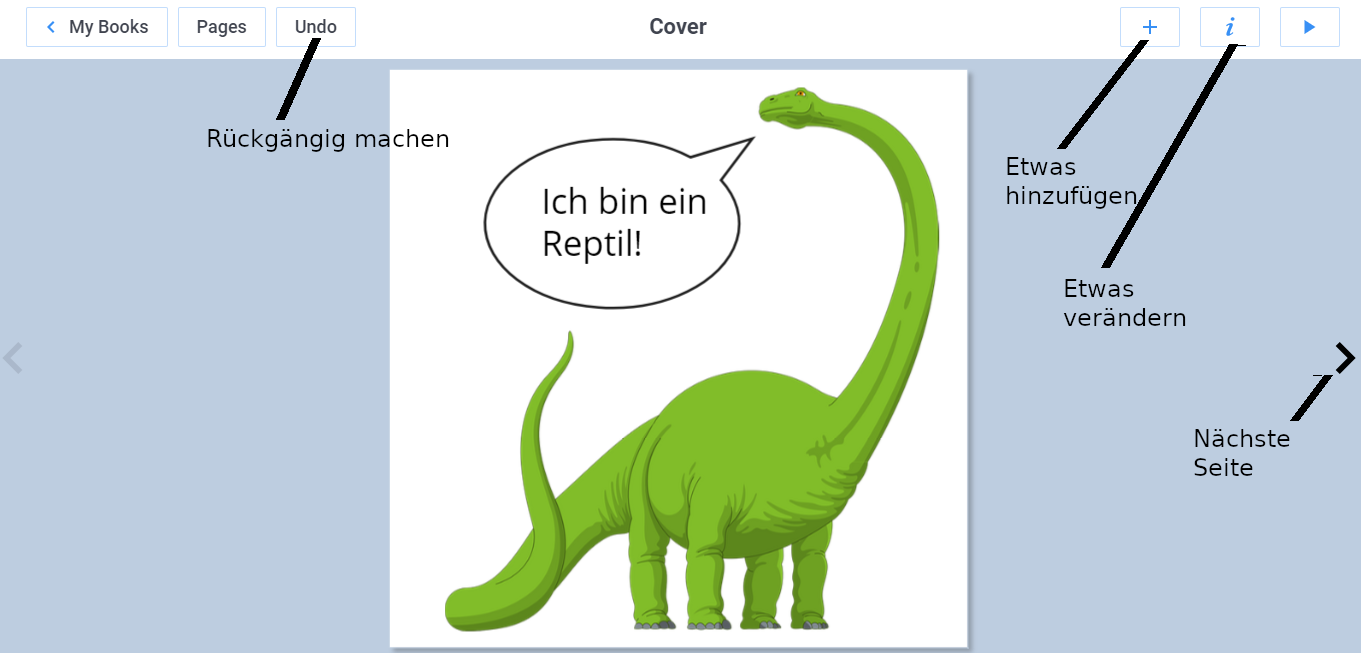 My Books
Pages
Undo
Cover
Rückgängig machen
Ich bin ein
Reptil!
Etwas
hinzufügen
Etwas
verändern
Nächste
Seite